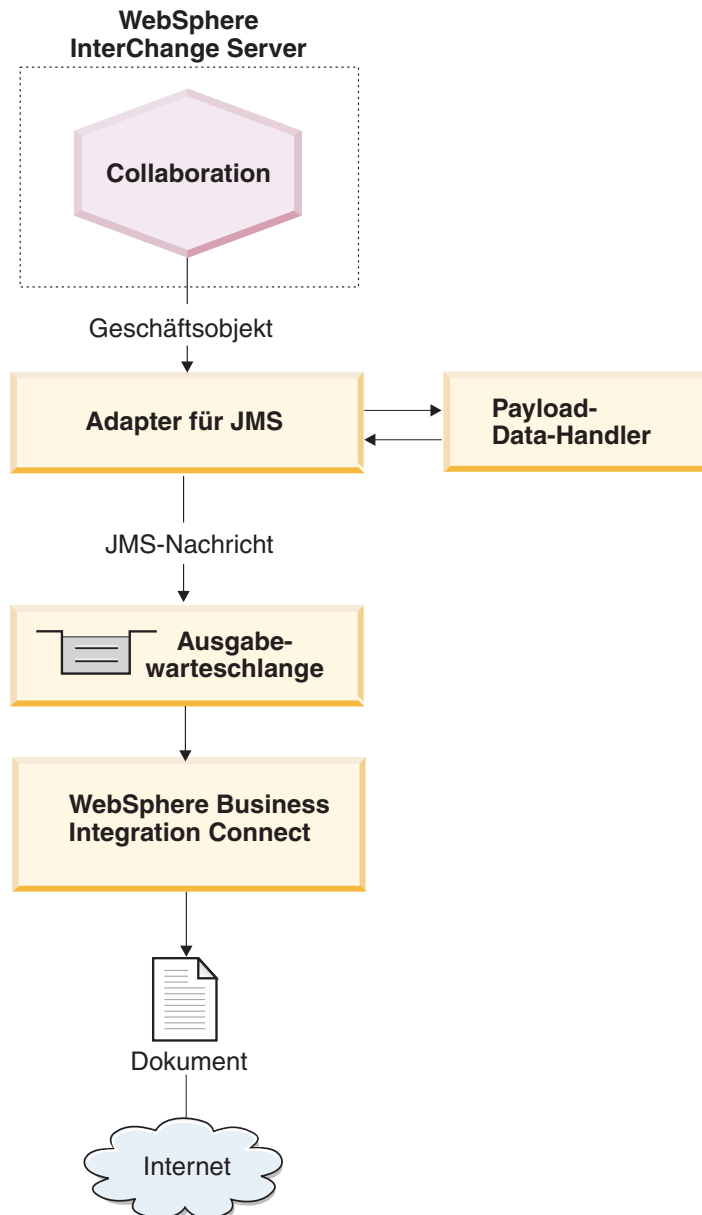 WebSphere
InterChange Server
Collaboration
Geschäftsobjekt
Adapter für JMS
Payload-
Data-Handler
JMS-Nachricht
Ausgabe-
warteschlange
WebSphere Business
Integration Connect
Dokument
Internet